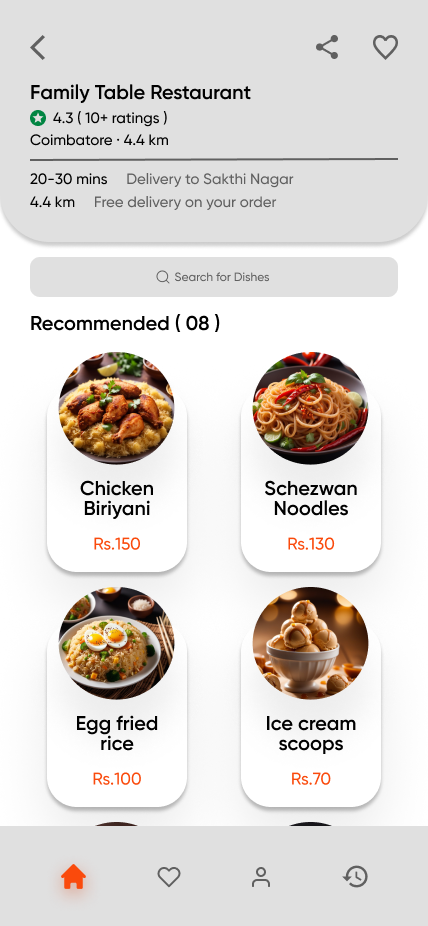 Family Table Restaurant
4.3 ( 10+ ratings )
Coimbatore · 4.4 km
20-30 mins Delivery to Sakthi Nagar
4.4 km Free delivery on your order
Search for Dishes
Recommended ( 08 )
Chicken
Biriyani
Rs.150
Schezwan
Noodles
Rs.130
Egg fried
rice
Rs.100
Ice cream
scoops
Rs.70